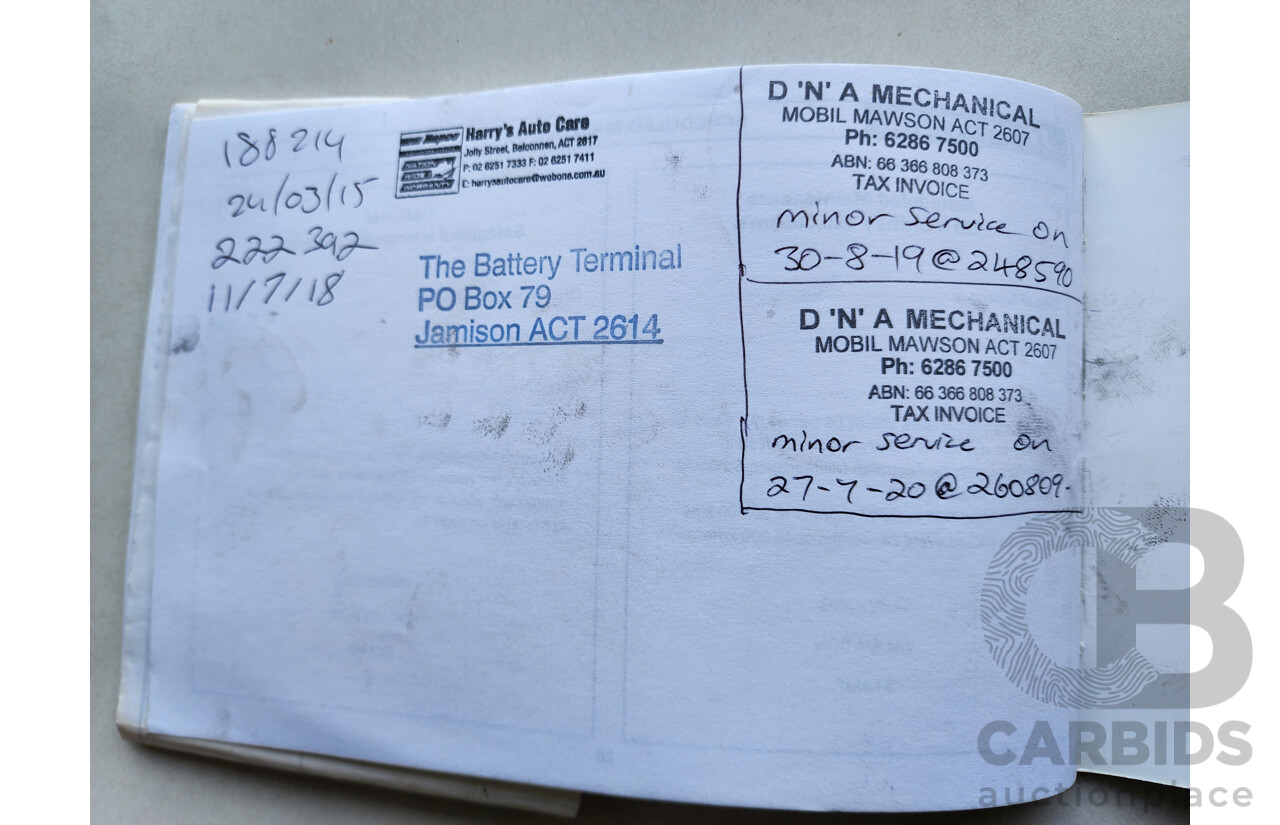 188 214
24/03/15
222 392
11/7/18
Harry's Auto Care
Jolly Street, Belconnen, ACT 2617
P: 02 6251 7333 F: 02 6251 7411
E: harrysautocare@webone.com.au
The Battery Terminal
PO Box 79
Jamison ACT 2614
D 'N' A MECHANICAL
MOBIL MAWSON ACT 2607
Ph: 6286 7500
ABN: 66 366 808 373
TAX INVOICE
minor service on
30-8-19 @ 248590
D 'N' A MECHANICAL
MOBIL MAWSON ACT 2607
Ph: 6286 7500
ABN: 66 366 808 373
TAX INVOICE
minor service on
27-7-20 @ 260809.
CARBIDS
auctionplace